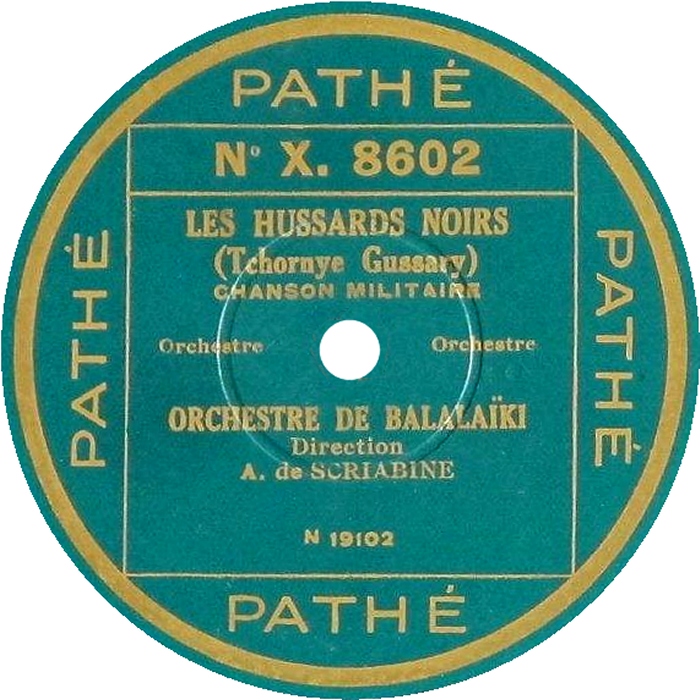 PATHÉ
Nº X. 8602
LES HUSSARDS NOIRS
(Tchornye Gussary)
CHANSON MILITAIRE
PATHÉ
Orchestre
Orchestre
PATHÉ
ORCHESTRE DE BALALAÏKI
Direction
A. de SCRIABINE
N 19102
PATHÉ